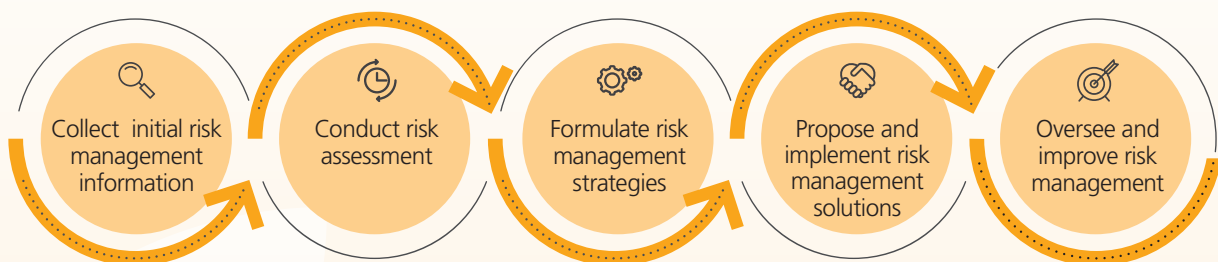 Collect initial risk
management
information
Conduct risk
assessment
Formulate risk
management
strategies
Propose and
implement risk
management
solutions
Oversee and
improve risk
management